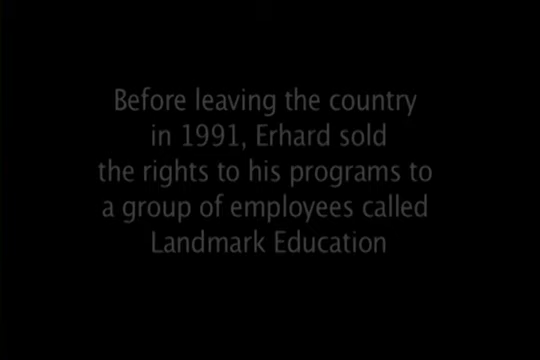 Before leaving the country
in 1991, Erhard sold
the rights to his programs to
a group of employees called
Landmark Education